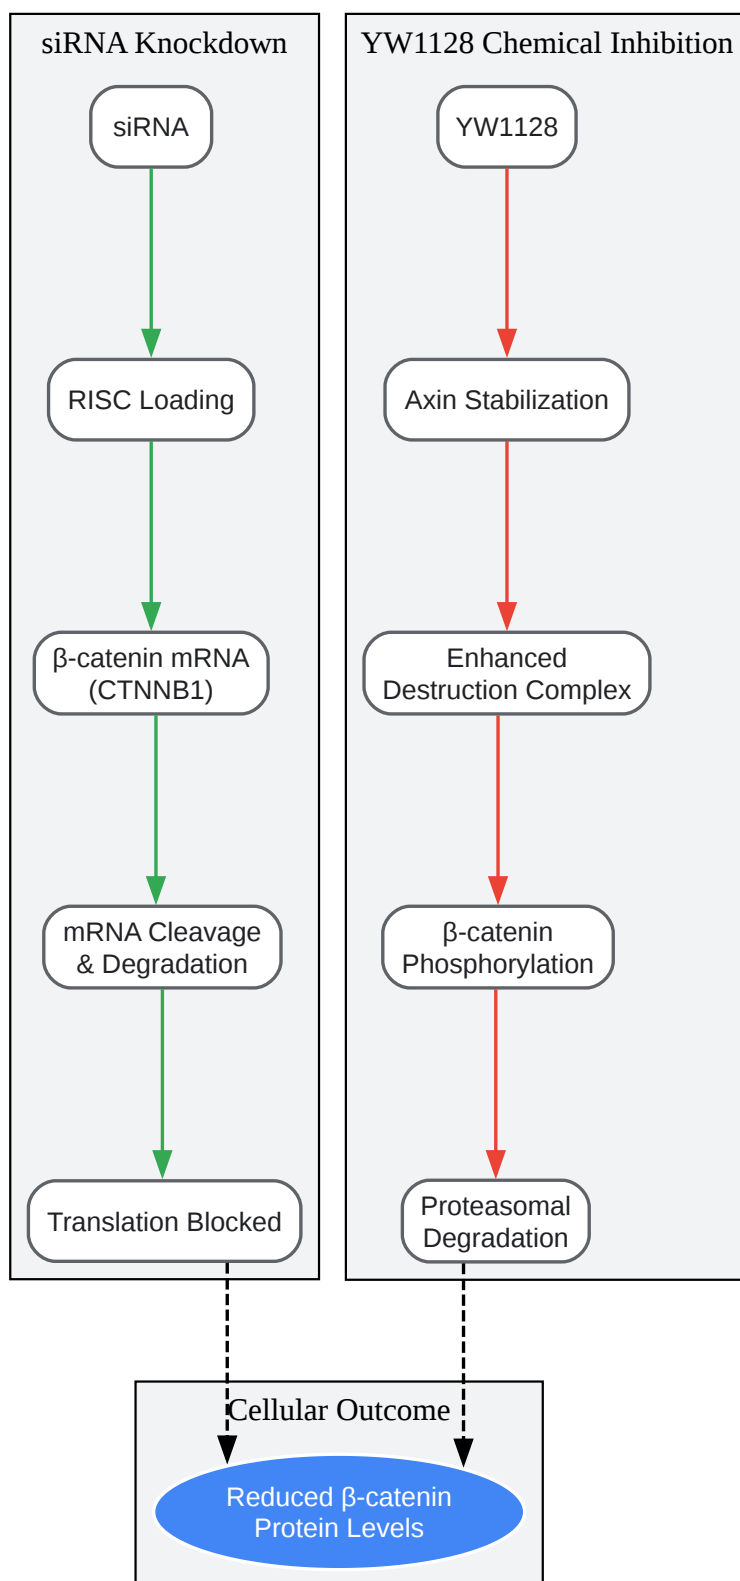 siRNA Knockdown
siRNA
RISC Loading
β-catenin mRNA
(CTNNB1)
mRNA Cleavage
& Degradation
Translation Blocked
YW1128 Chemical Inhibition
YW1128
Axin Stabilization
Enhanced
Destruction Complex
β-catenin
Phosphorylation
Proteasomal
Degradation
Cellular Outcome
Reduced β-catenin
Protein Levels